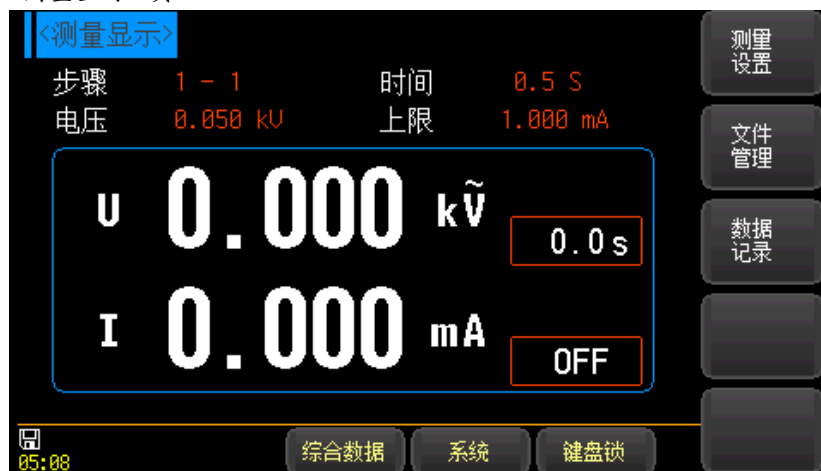 <测量显示>
步骤 1 - 1 时间 0.5 S
电压 0.050 kV 上限 1.000 mA
U 0.000 kṼ 0.0s
I 0.000 mA OFF
测量
设置
文件
管理
数据
记录
05:08 综合数据 系统 键盘锁